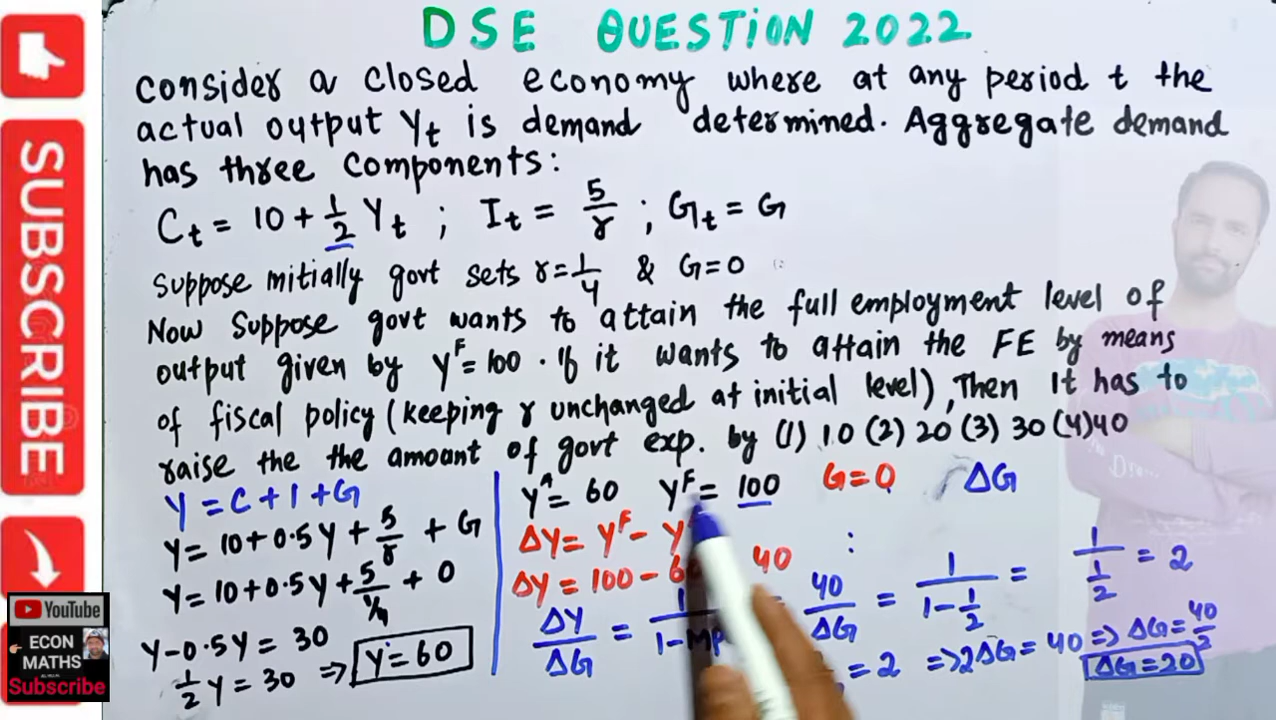 DSE QUESTION 2022
Consider a closed economy where at any period t the
actual output Yt is demand determined. Aggregate demand
has three components:
Ct = 10 + 1/2 Yt ; It = 5/r ; Gt = G
Suppose initially govt sets r = 1/4 & G = 0
Now suppose govt wants to attain the full employment level of
output given by Y^F = 100. If it wants to attain the FE by means
of fiscal policy (keeping r unchanged at initial level), Then it has to
raise the the amount of govt exp. by (1) 10 (2) 20 (3) 30 (4) 40
Y = C + I + G
Y = 10 + 0.5Y + 5/r + G
Y = 10 + 0.5Y + 5/1/4 + 0
Y - 0.5Y = 30
1/2 Y = 30 ⇒ Y = 60
Y^A = 60 Y^F = 100 G = 0 ΔG
ΔY = Y^F - Y
ΔY = 100 - 60 40
ΔY/ΔG = 1/1-MP = 40/ΔG = 1/1-1/2 = 1/1/2 = 2
= 2 ⇒ 2ΔG = 40 ⇒ ΔG = 40/2
ΔG = 20
SUBSCRIBE
YouTube
ECON
MATHS
Subscribe